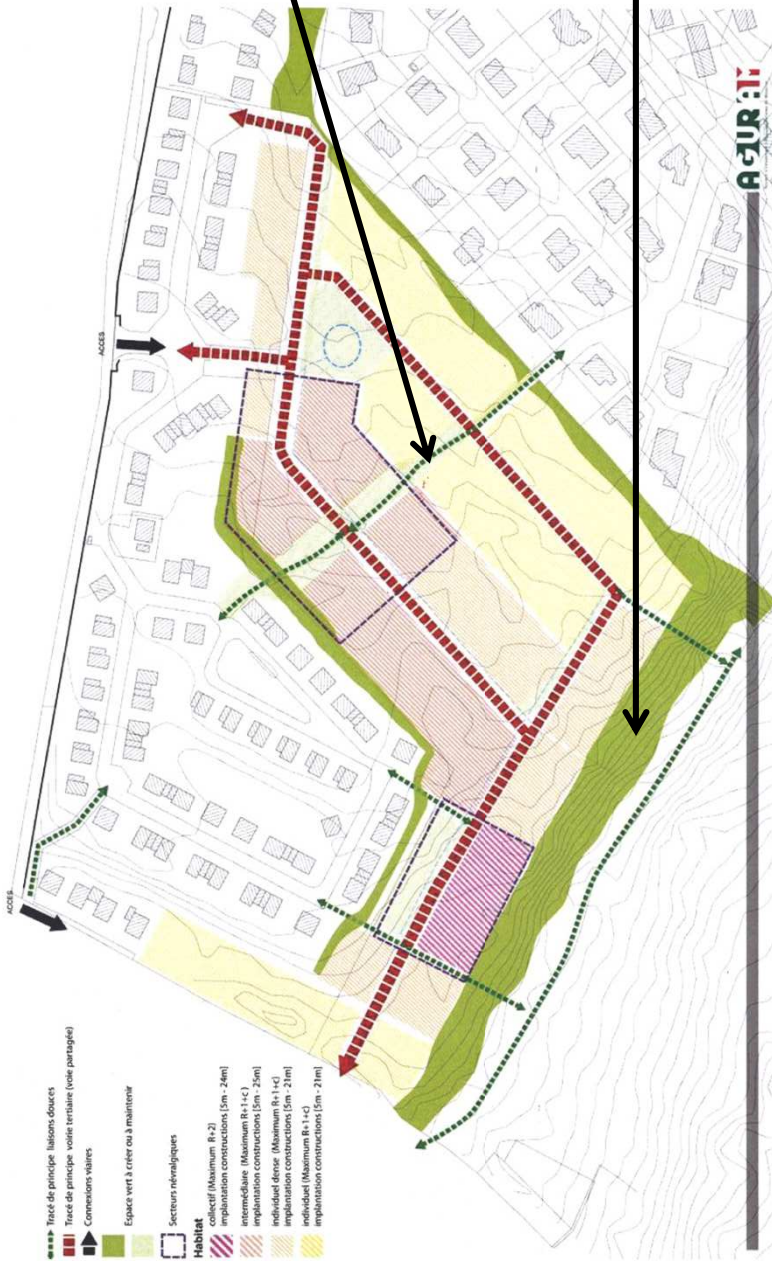 ACCES
ACCES
Tracé de principe liaisons douces
Tracé de principe voirie tertiaire (voie partagée)
Connexions viaires
Espace vert à créer ou à maintenir
Secteurs névralgiques
Habitat
collectif (Maximum R+2)
implantation constructions [5m - 24m]
intermédiaire (Maximum R+1+c)
implantation constructions [5m - 25m]
individuel dense (Maximum R+1+c)
implantation constructions [5m - 21m]
individuel (Maximum R+1+c)
implantation constructions [5m - 21m]
AGURAM